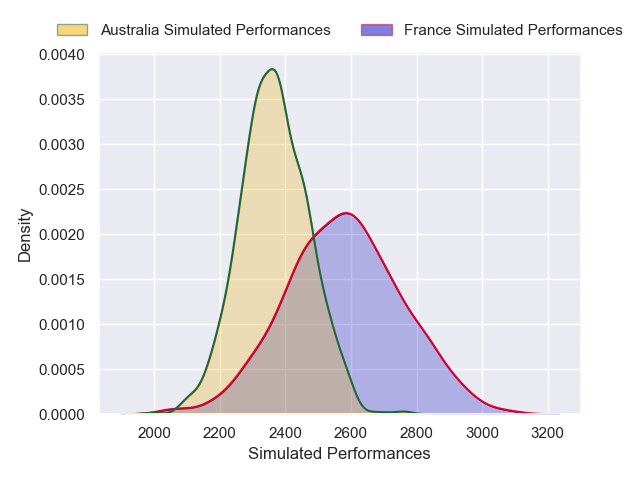 Australia Simulated Performances France Simulated Performances
0.0040
0.0035
0.0030
0.0025
0.0020
0.0015
0.0010
0.0005
0.0000
Density
2000 2200 2400 2600 2800 3000 3200
Simulated Performances